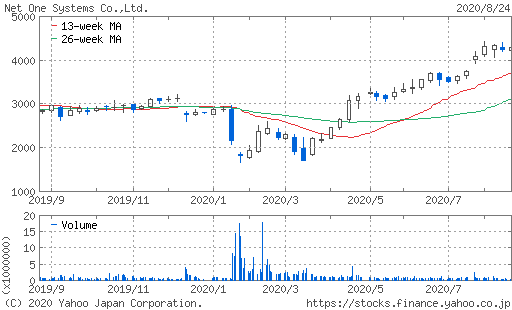 Net One Systems Co.,Ltd. 2020/8/24
5000
13-week MA
26-week MA
4000
3000
2000
1000
2019/9 2019/11 2020/1 2020/3 2020/5 2020/7
20
Volume
15
10
5
0
(x1000000)
2019/9 2019/11 2020/1 2020/3 2020/5 2020/7
(C) 2020 Yahoo Japan Corporation. https://stocks.finance.yahoo.co.jp/